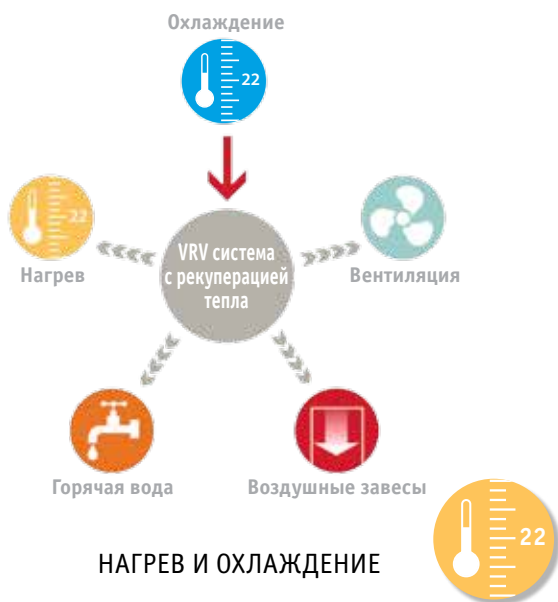 Охлаждение
22
22
Нагрев
VRV система
с рекуперацией
тепла
Вентиляция
Горячая вода
Воздушные завесы
НАГРЕВ И ОХЛАЖДЕНИЕ
22